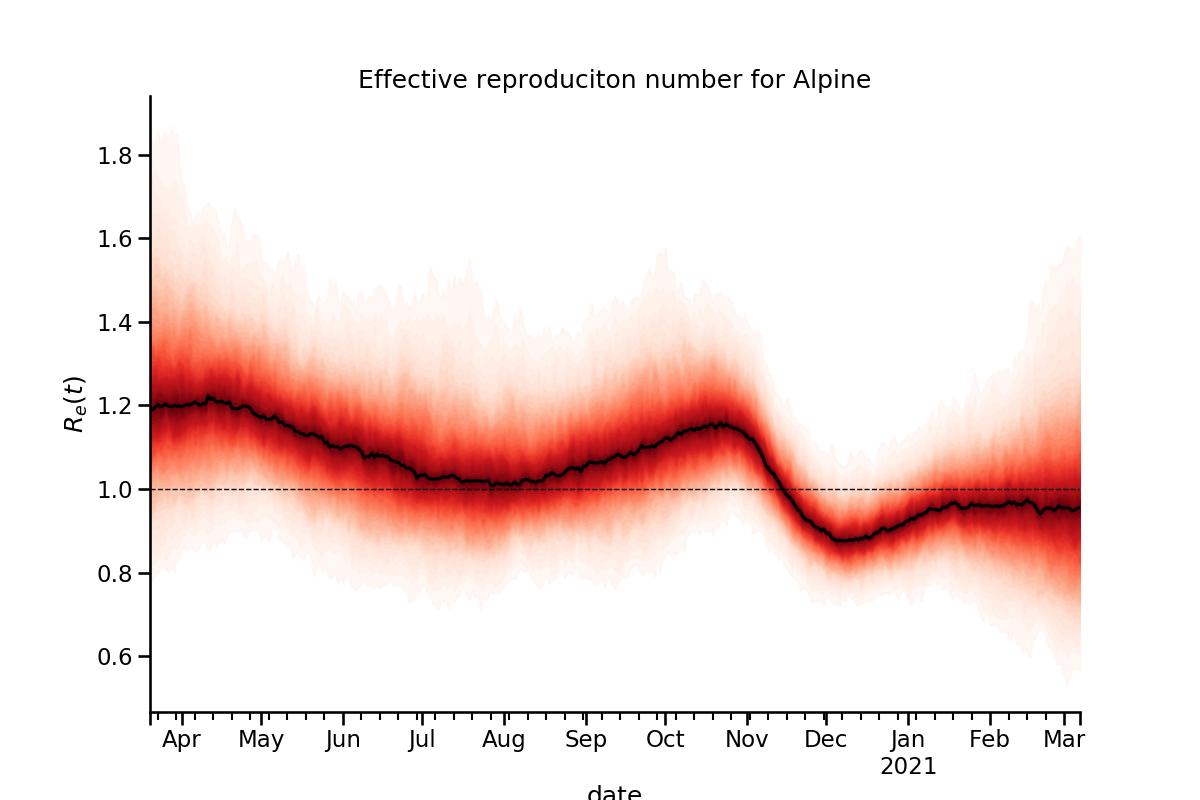 Effective reproduciton number for Alpine
1.8
1.6
1.4
1.2
1.0
0.8
0.6
R_e(t)
Apr May Jun Jul Aug Sep Oct Nov Dec Jan Feb Mar
2021
date